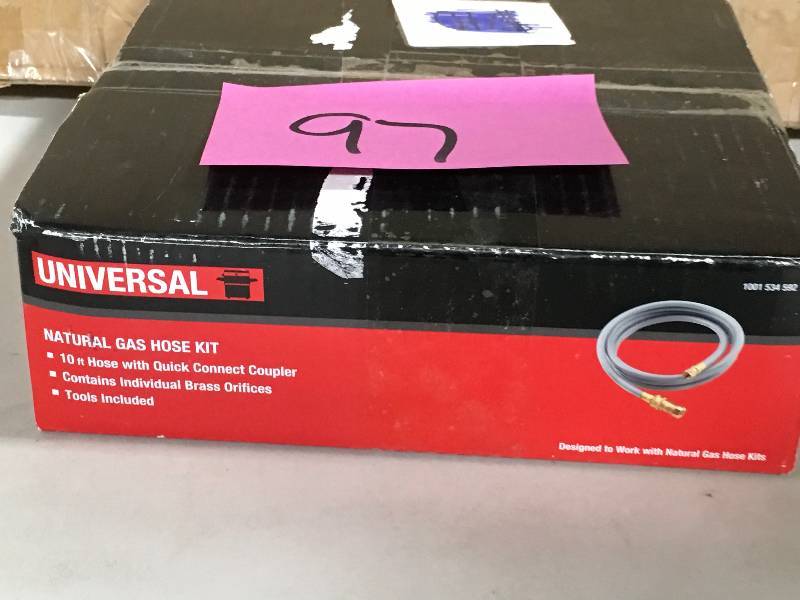 97
UNIVERSAL
1001 534 592
NATURAL GAS HOSE KIT
▪ 10 ft Hose with Quick Connect Coupler
▪ Contains Individual Brass Orifices
▪ Tools Included
Designed to Work with Natural Gas Hose Kits